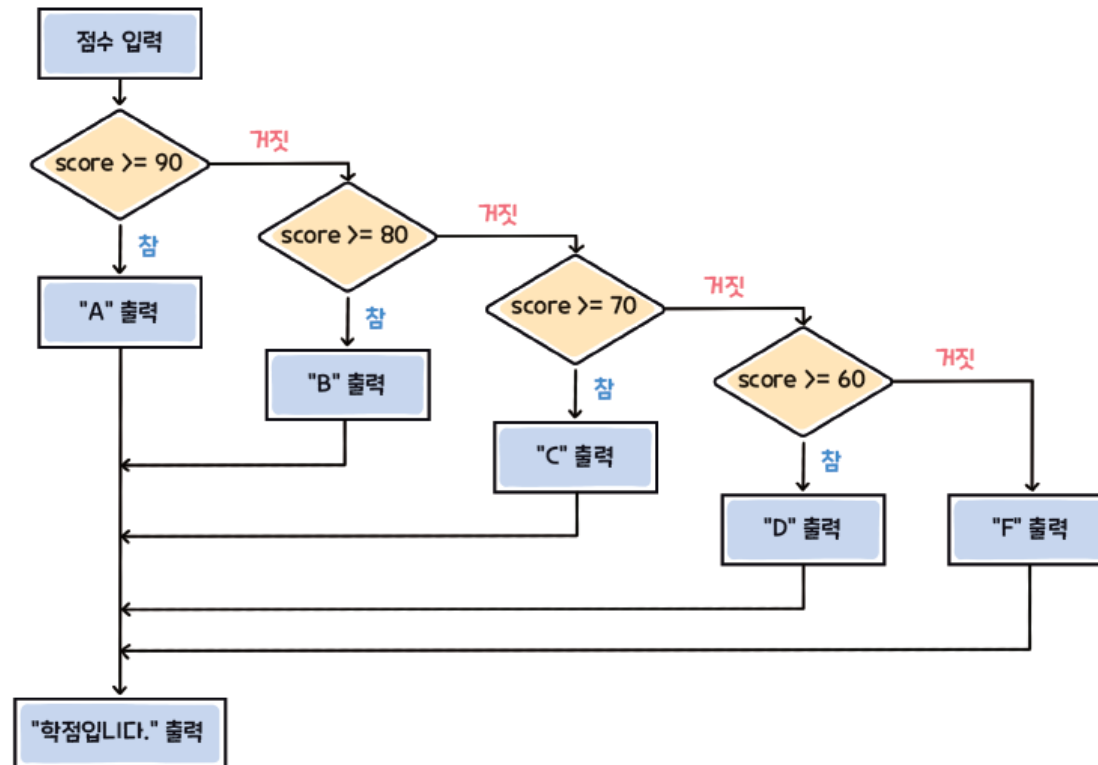 점수 입력
score >= 90
거짓
참
"A" 출력
score >= 80
거짓
참
"B" 출력
score >= 70
거짓
참
"C" 출력
score >= 60
거짓
참
"D" 출력
"F" 출력
"학점입니다." 출력